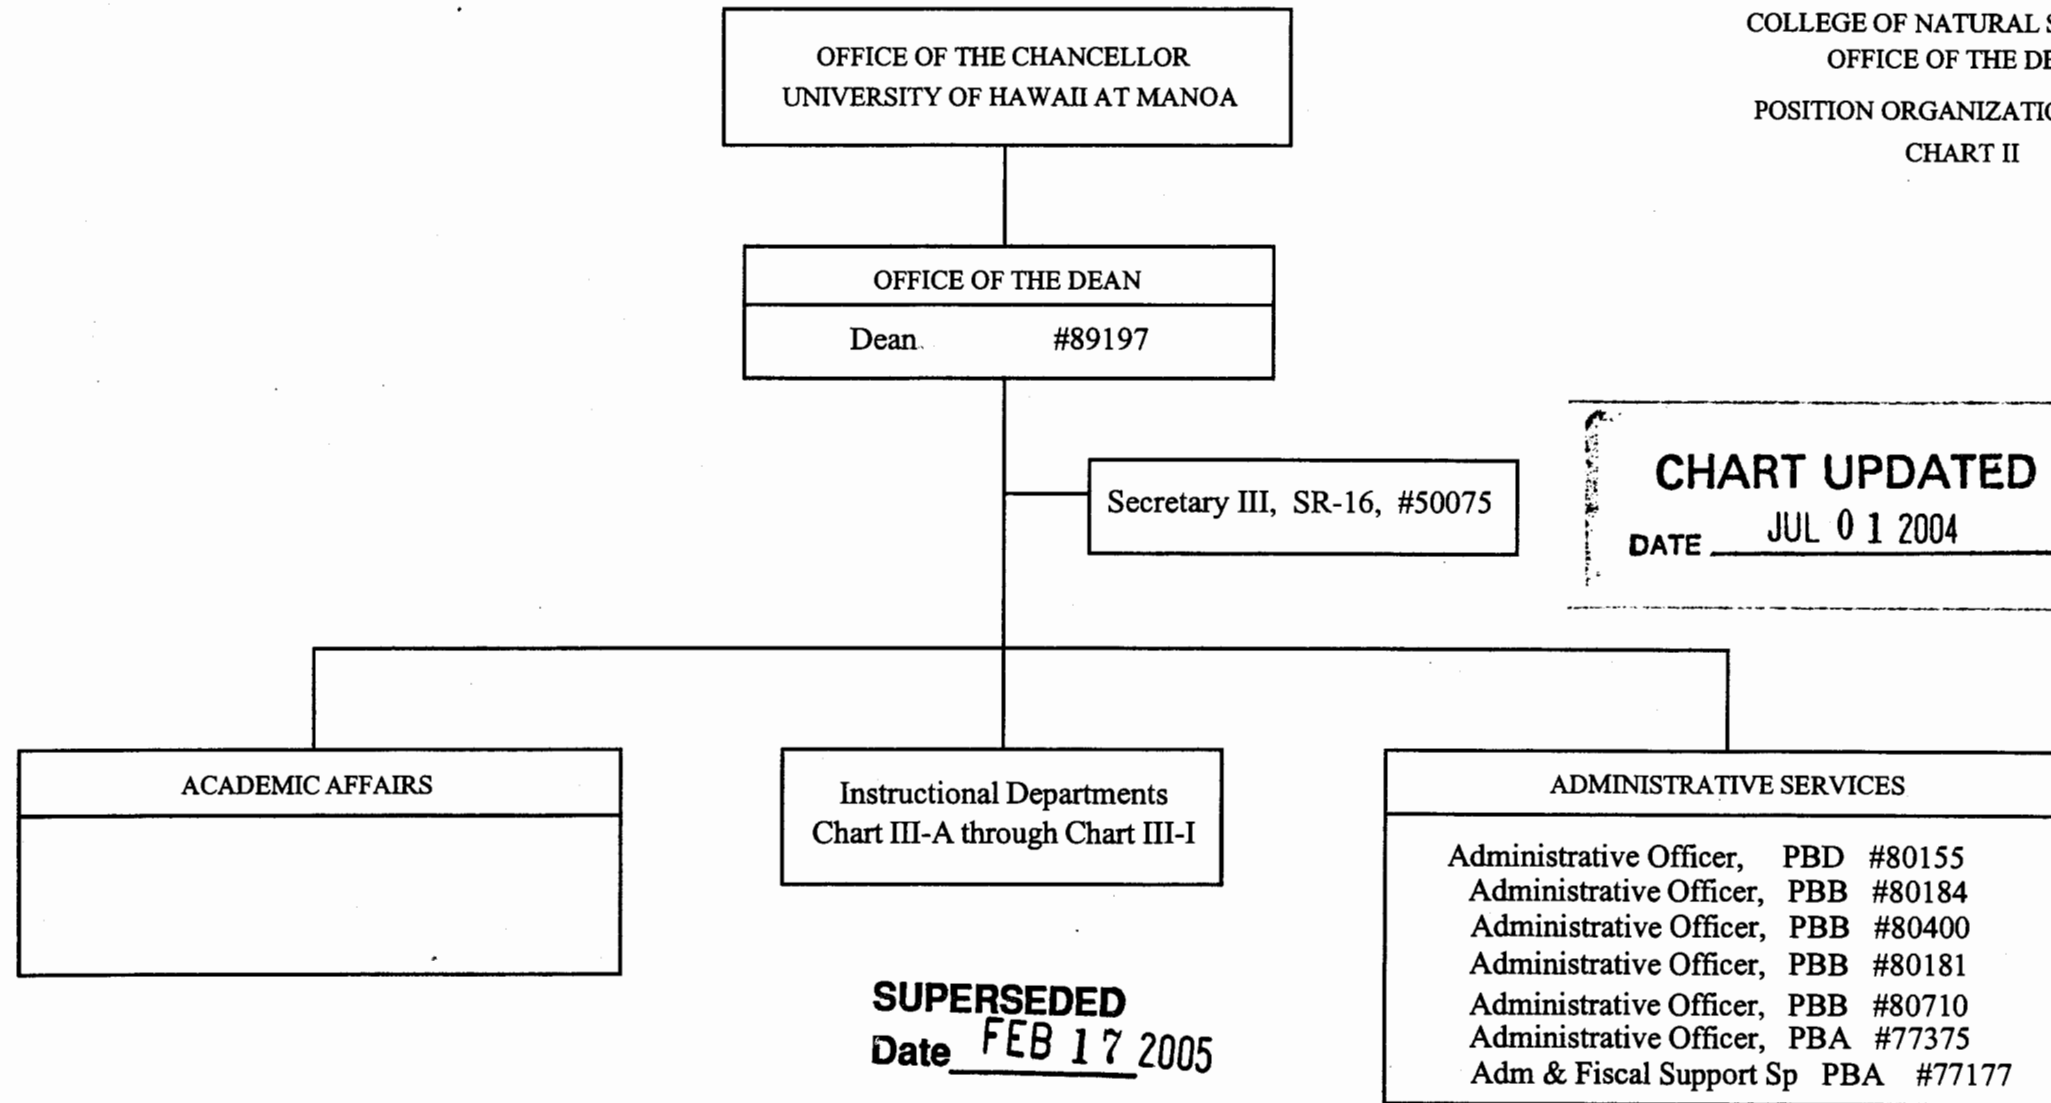 OFFICE OF THE CHANCELLOR
UNIVERSITY OF HAWAII AT MANOA
COLLEGE OF NATURAL
OFFICE OF THE
POSITION
CHART II
OFFICE OF THE DEAN
Dean #89197
Secretary III, SR-16, #50075
CHART UPDATED
DATE JUL 01 2004
ACADEMIC AFFAIRS
Instructional Departments
Chart III-A through Chart III-I
ADMINISTRATIVE SERVICES
Administrative Officer, PBD #80155
Administrative Officer, PBB #80184
Administrative Officer, PBB #80400
Administrative Officer, PBB #80181
Administrative Officer, PBB #80710
Administrative Officer, PBA #77375
Adm & Fiscal Support Sp PBA #77177
SUPERSEDED
Date FEB 17 2005